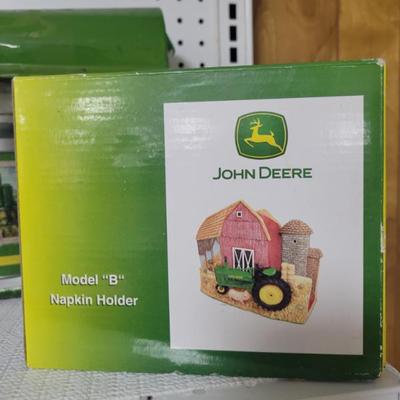 JOHN DEERE
Model "B"
Napkin Holder